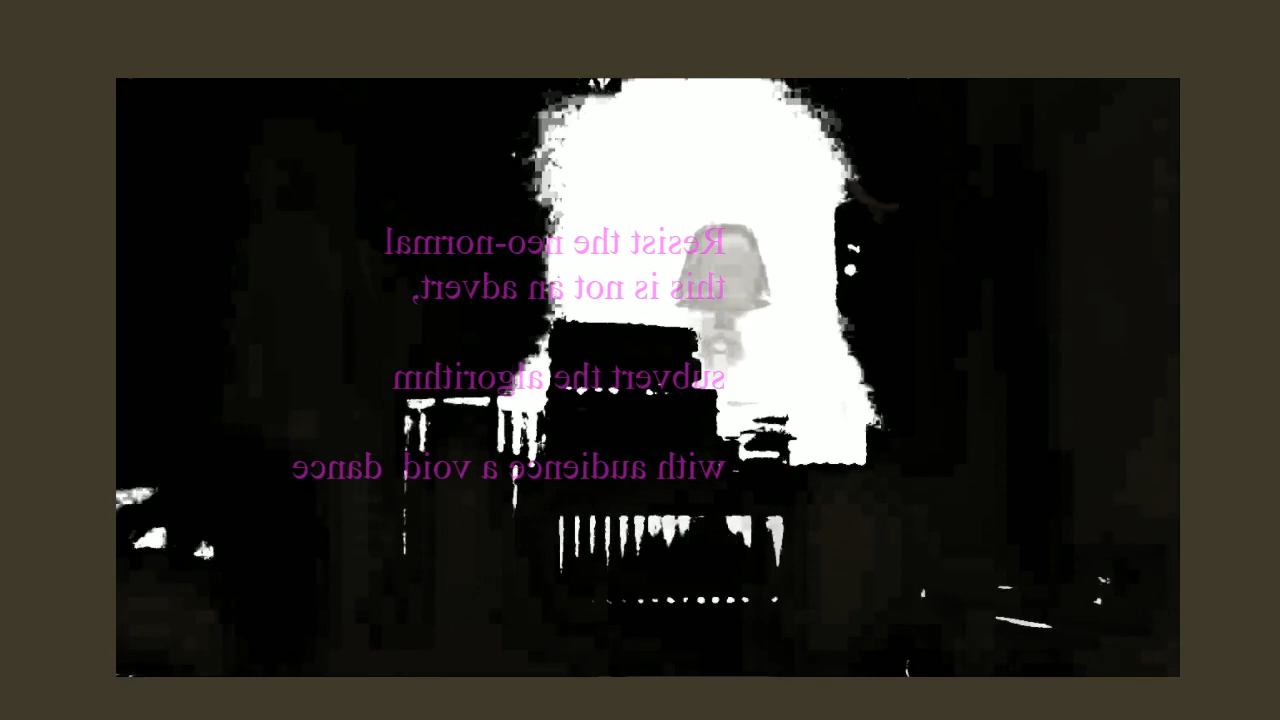 Resist the neo-normal
this is not an advert,
subvert the algorithm
with audience a void dance